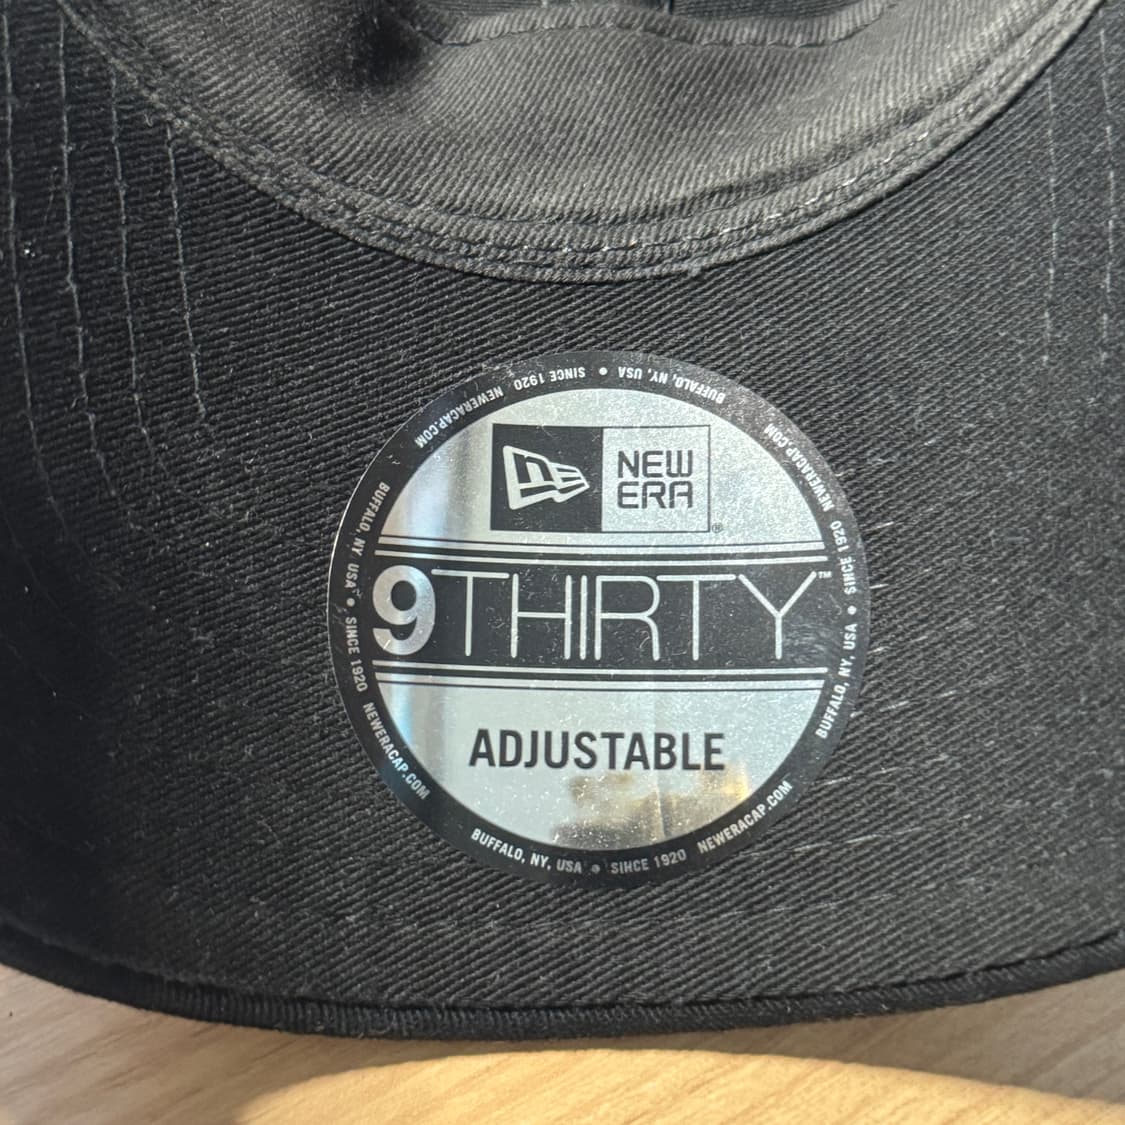 NEW
ERA®
9THIRTY™
ADJUSTABLE
BUFFALO, NY, USA • SINCE 1920 NEWERACAP.COM
BUFFALO, NY, USA • SINCE 1920 NEWERACAP.COM
BUFFALO, NY, USA • SINCE 1920 NEWERACAP.COM
BUFFALO, NY USA • SINCE 1920 NEWERACAP.COM